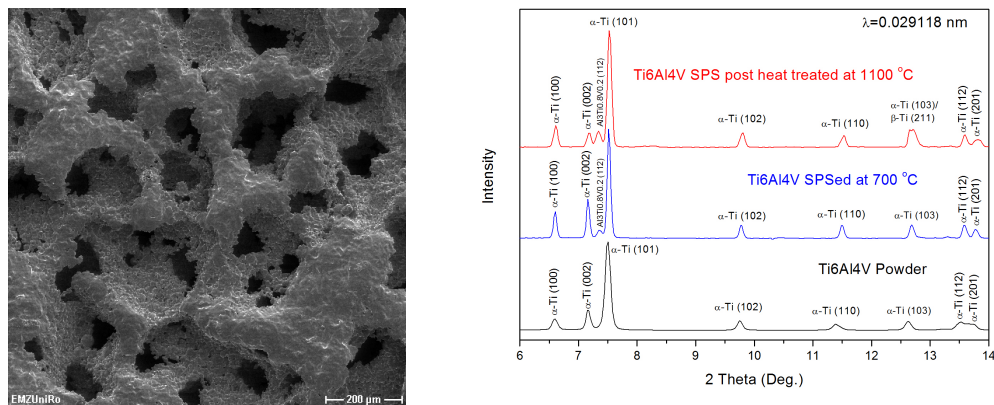 EMZUniRo
200 µm
λ=0.029118 nm
α-Ti (101)
Ti6Al4V SPS post heat treated at 1100 °C
α-Ti (100)
α-Ti (002)
Al3Ti0.8V0.2 (112)
α-Ti (102)
α-Ti (110)
α-Ti (103)/
β-Ti (211)
α-Ti (112)
α-Ti (201)
Ti6Al4V SPSed at 700 °C
α-Ti (100)
α-Ti (002)
Al3Ti0.8V0.2 (112)
α-Ti (102)
α-Ti (110)
α-Ti (103)
α-Ti (112)
α-Ti (201)
α-Ti (101)
Ti6Al4V Powder
α-Ti (100)
α-Ti (002)
α-Ti (102)
α-Ti (110)
α-Ti (103)
α-Ti (112)
α-Ti (201)
Intensity
6 7 8 9 10 11 12 13 14
2 Theta (Deg.)